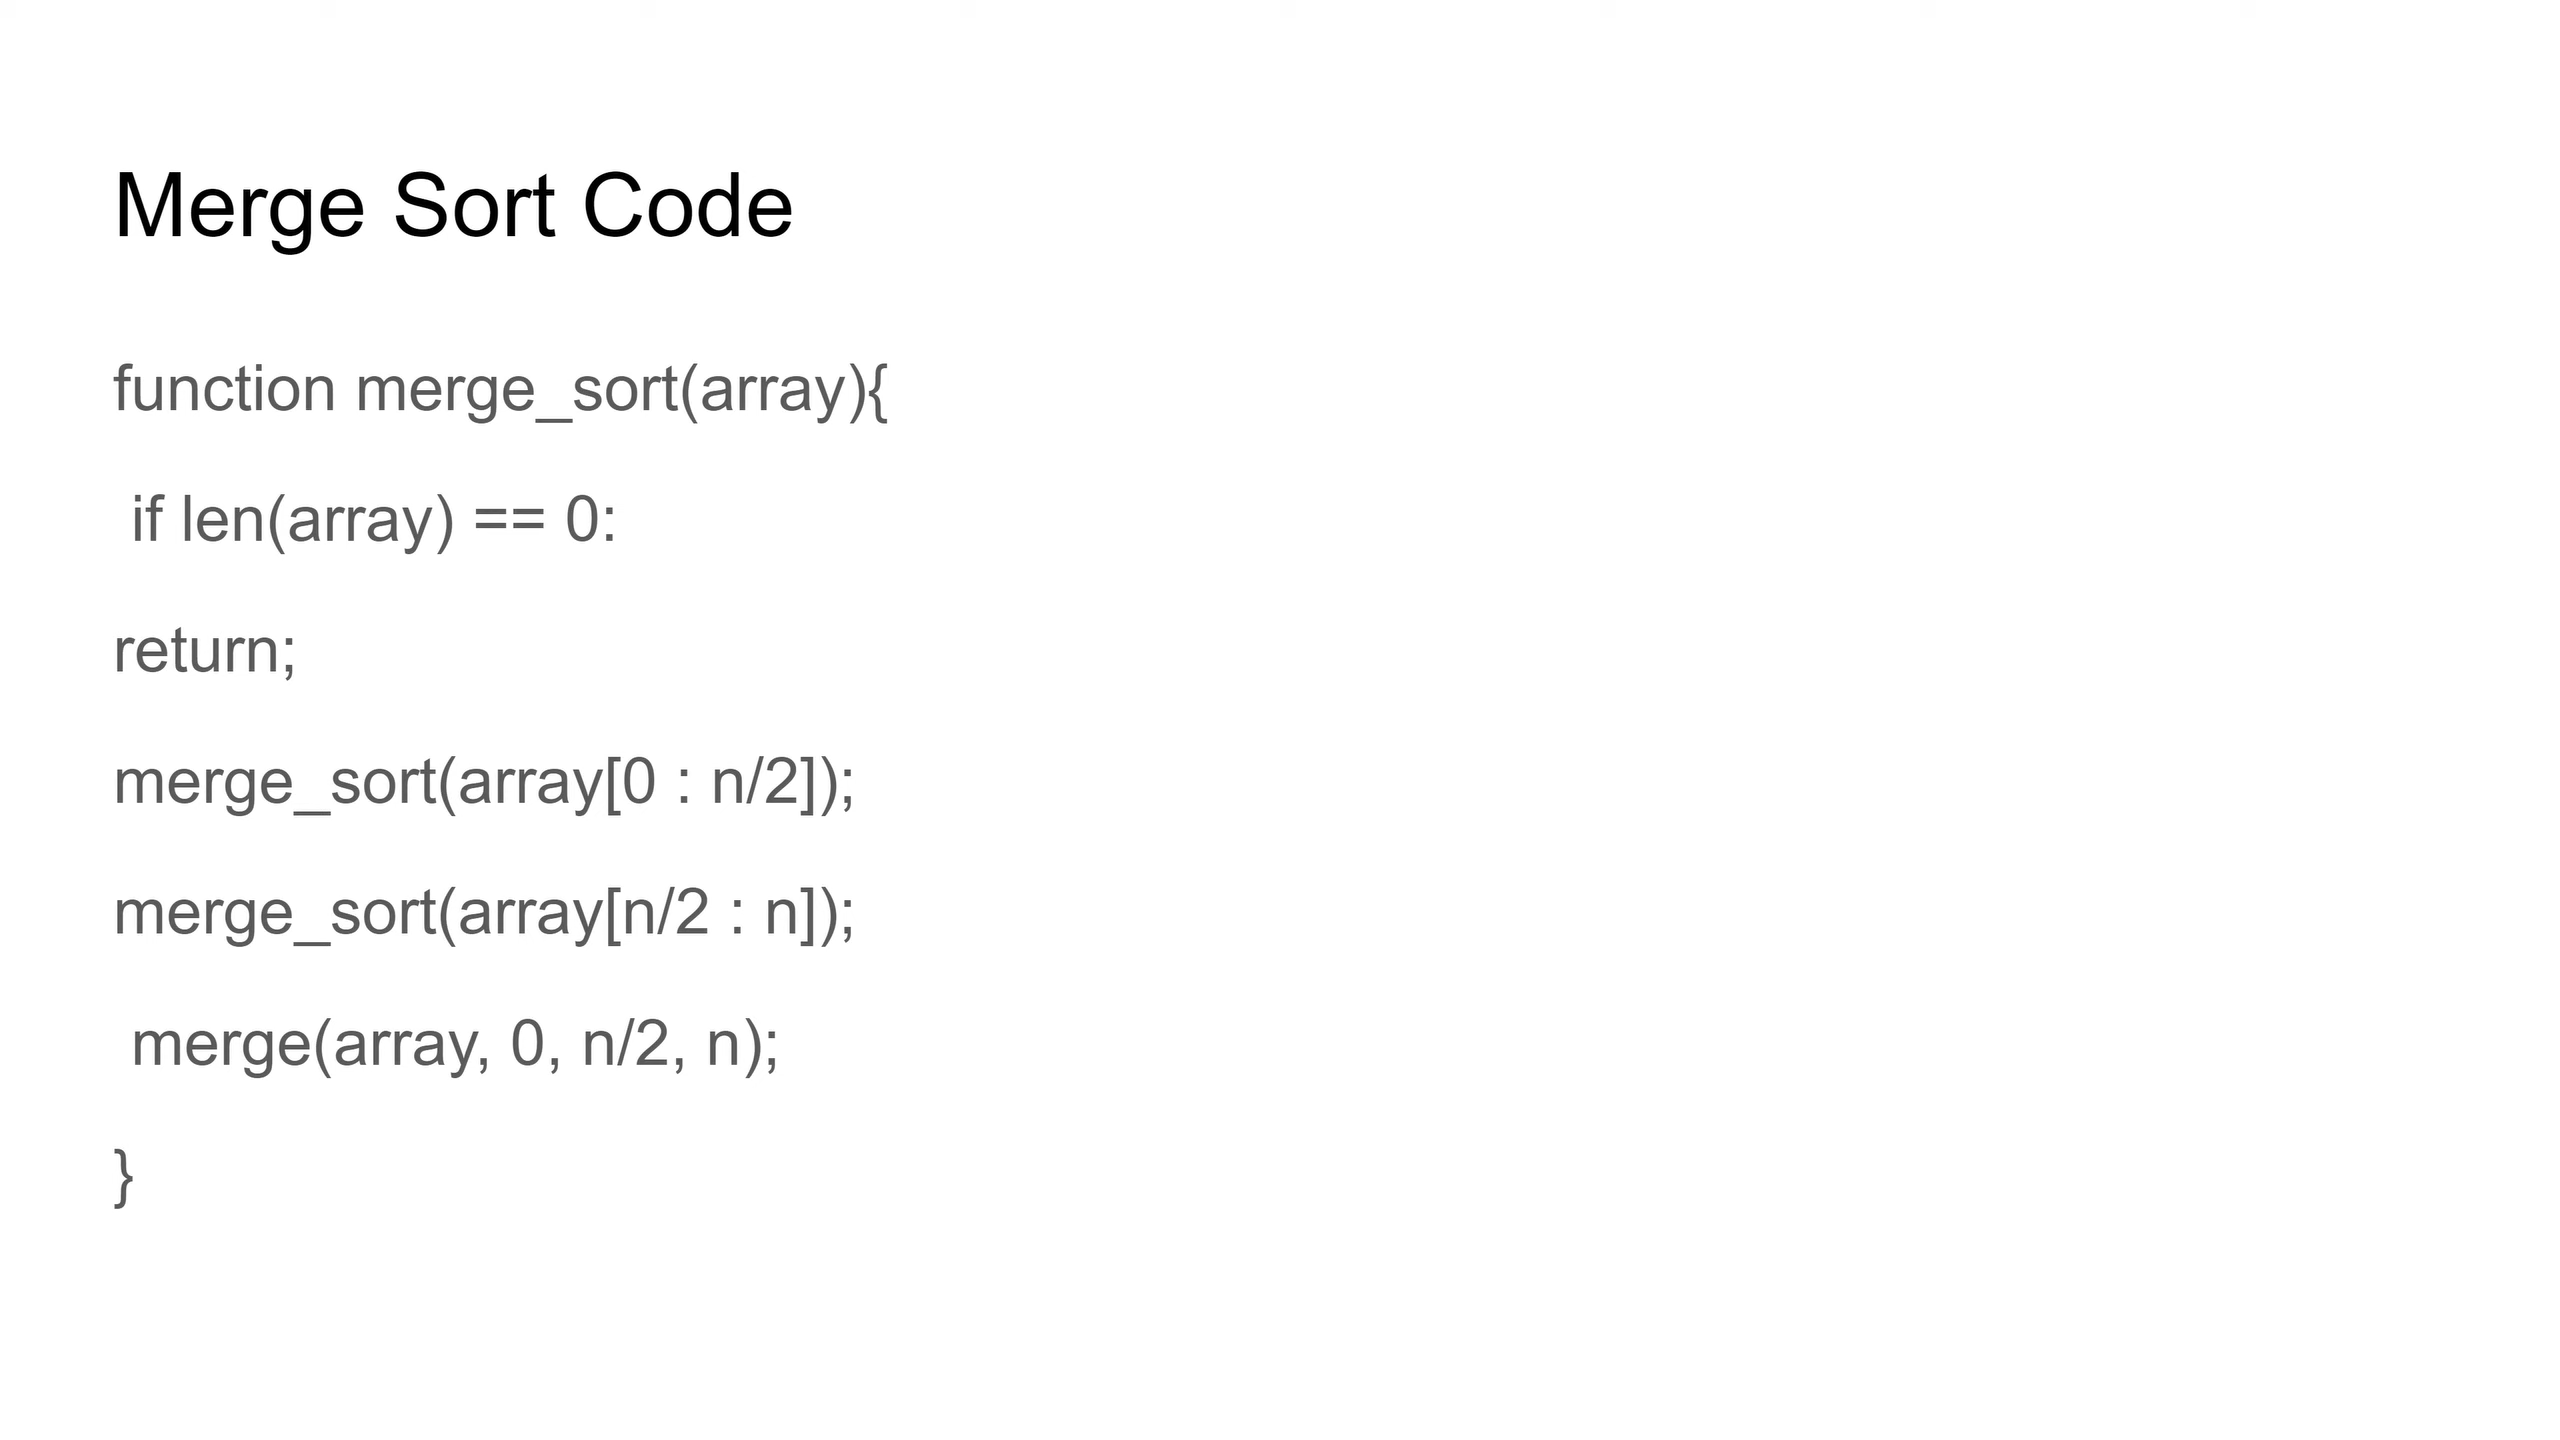 Merge Sort Code
function merge_sort(array){
if len(array) == 0:
return;
merge_sort(array[0 : n/2]);
merge_sort(array[n/2 : n]);
merge(array, 0, n/2, n);
}